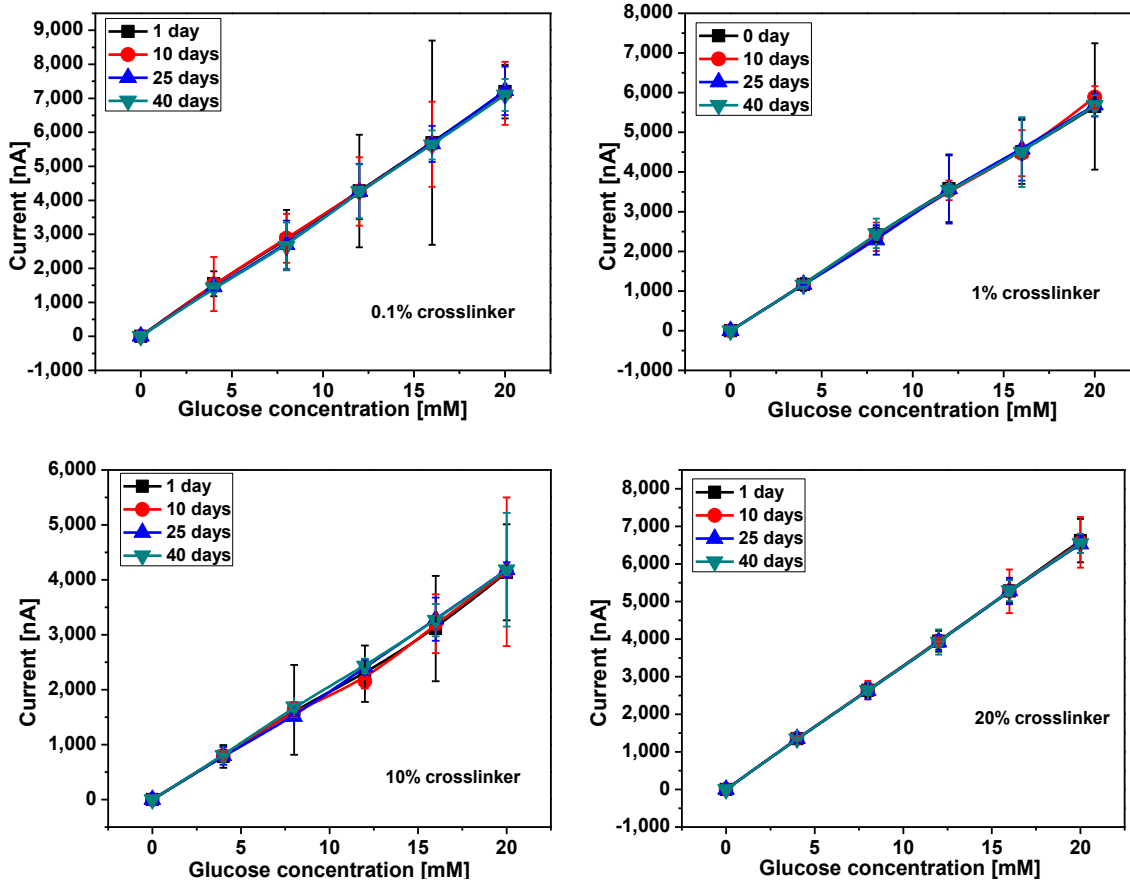 9,000
8,000
7,000
6,000
5,000
4,000
3,000
2,000
1,000
0
-1,000
Current [nA]
1 day
10 days
25 days
40 days
0.1% crosslinker
0 5 10 15 20
Glucose concentration [mM]
8,000
7,000
6,000
5,000
4,000
3,000
2,000
1,000
0
-1,000
Current [nA]
0 day
10 days
25 days
40 days
1% crosslinker
0 5 10 15 20
Glucose concentration [mM]
6,000
5,000
4,000
3,000
2,000
1,000
0
Current [nA]
1 day
10 days
25 days
40 days
10% crosslinker
0 5 10 15 20
Glucose concentration [mM]
8,000
7,000
6,000
5,000
4,000
3,000
2,000
1,000
0
-1,000
Current [nA]
1 day
10 days
25 days
40 days
20% crosslinker
0 5 10 15 20
Glucose concentration [mM]